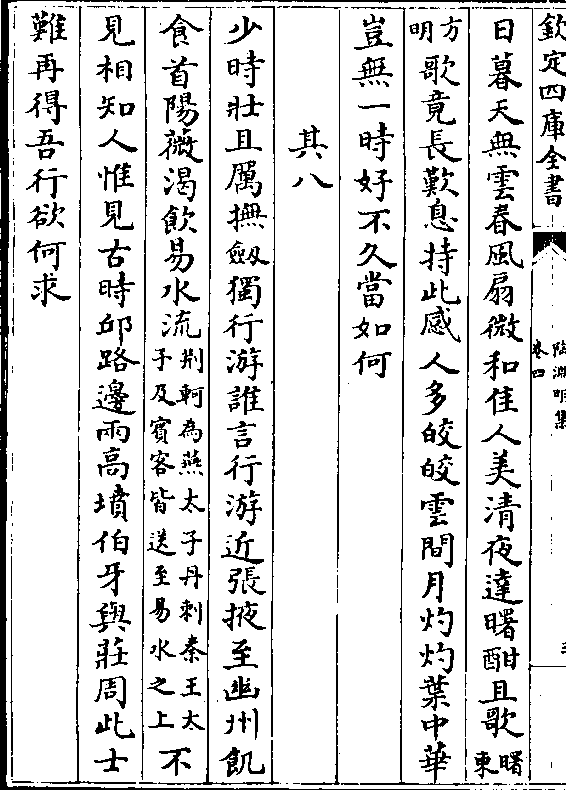 欽定四庫全書
陶淵明集
卷四
日暮天無雲春風扇微和佳人美清夜達曙酣且歌曙東
方明歌竟長歎息持此感人多皎皎雲間月灼灼葉中華
豈無一時好不久當如何
其八
少時壯且厲撫劔獨行游誰言行游近張掖至幽州飢
食首陽薇渴飲易水流荆軻為燕太子丹刺秦王太子及賓客皆送至易水之上不
見相知人惟見古時邱路邊兩高墳伯牙與莊周此士
難再得吾行欲何求